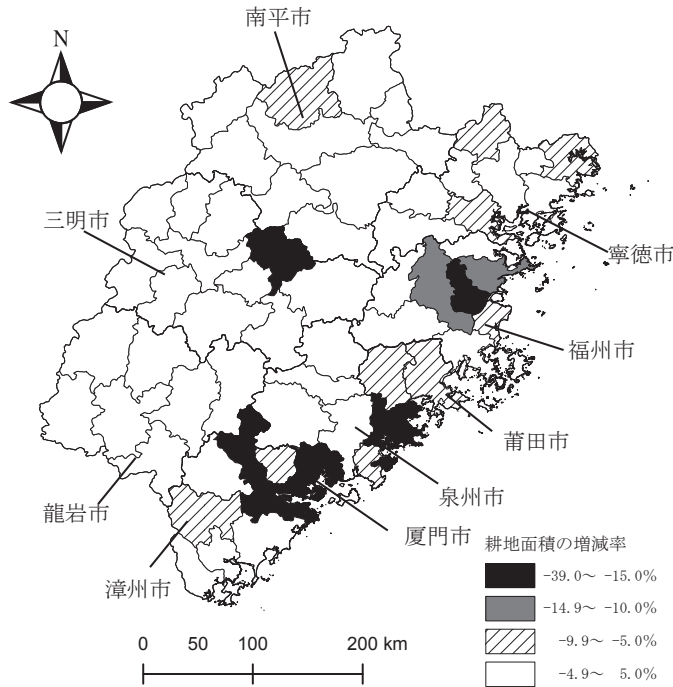 南平市
N
三明市
寧徳市
福州市
莆田市
泉州市
龍岩市
厦門市
漳州市
耕地面積の増減率
-39.0～ -15.0%
-14.9～ -10.0%
-9.9～ -5.0%
-4.9～ 5.0%
0 50 100 200 km